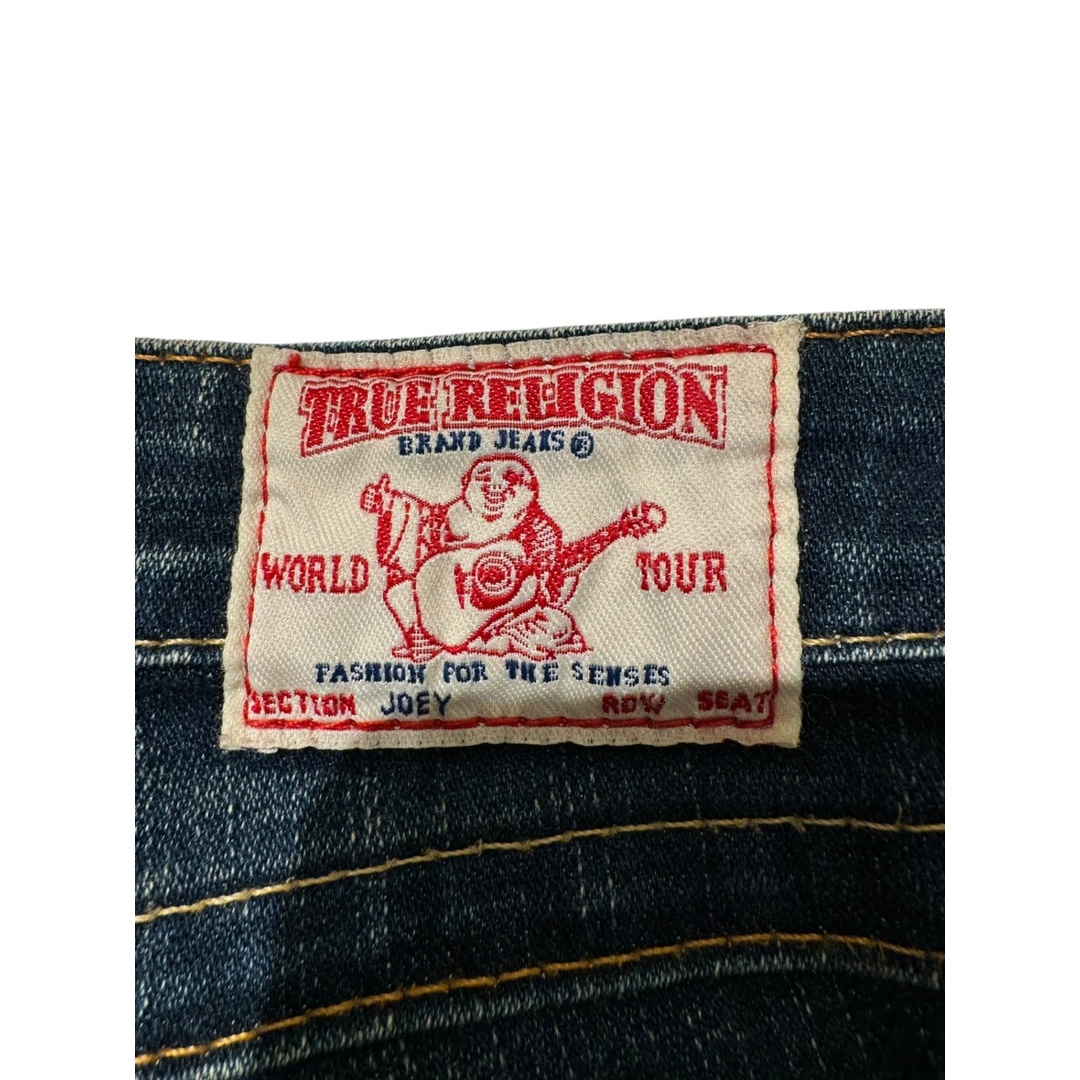 TRUE RELIGION
BRAND JEANS®
WORLD TOUR
FASHION FOR THE SENSES
SECTION JOEY ROW SEAT